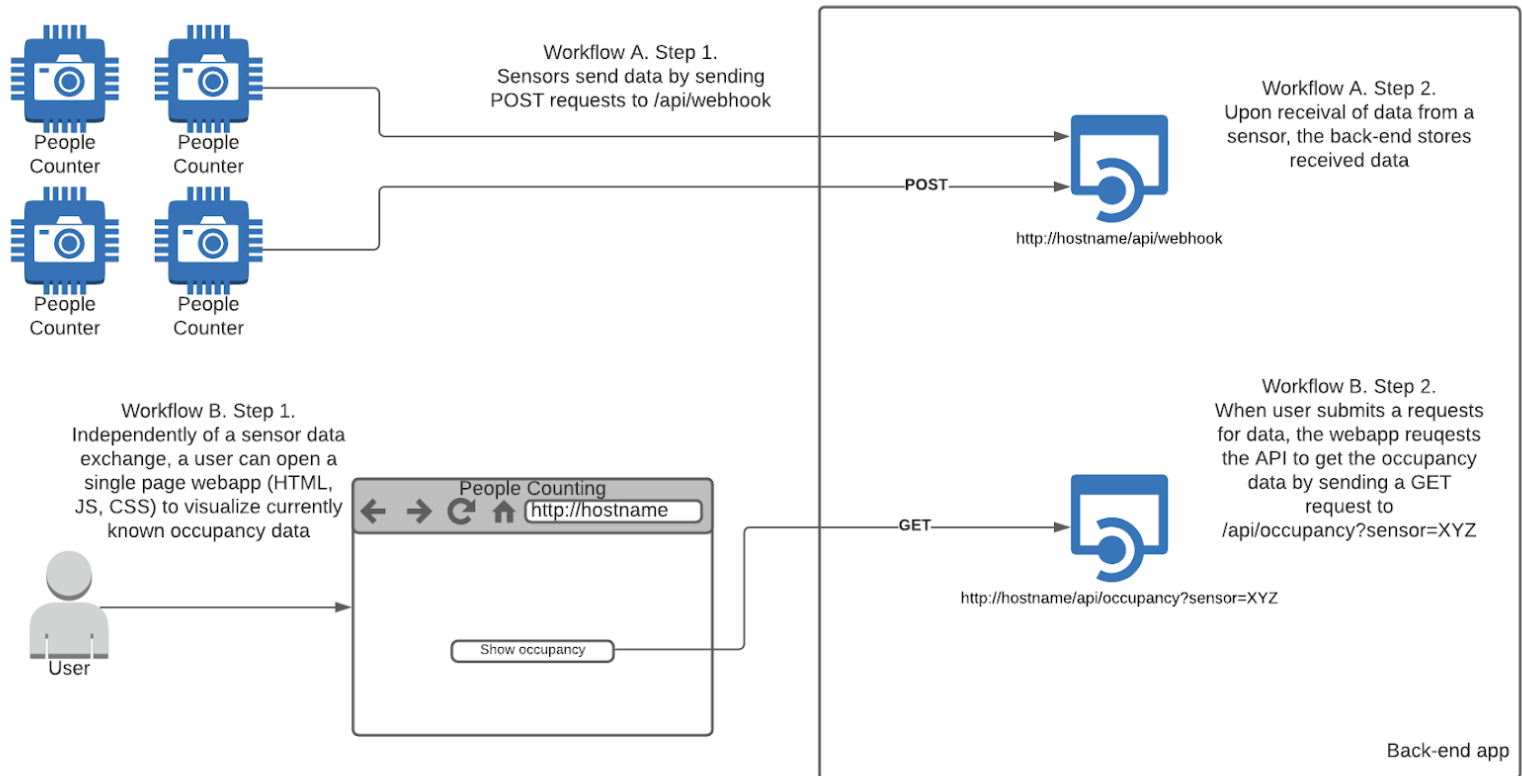 Workflow A. Step 1.
Sensors send data by sending
POST requests to /api/webhook
Workflow A. Step 2.
Upon receival of data from a
sensor, the back-end stores
received data
People
Counter
People
Counter
POST
http://hostname/api/webhook
People
Counter
People
Counter
Workflow B. Step 1.
Independently of a sensor data
exchange, a user can open a
single page webapp (HTML,
JS, CSS) to visualize currently
known occupancy data
Workflow B. Step 2.
When user submits a requests
for data, the webapp reuqests
the API to get the occupancy
data by sending a GET
request to
/api/occupancy?sensor=XYZ
People Counting
http://hostname
GET
http://hostname/api/occupancy?sensor=XYZ
Show occupancy
User
Back-end app